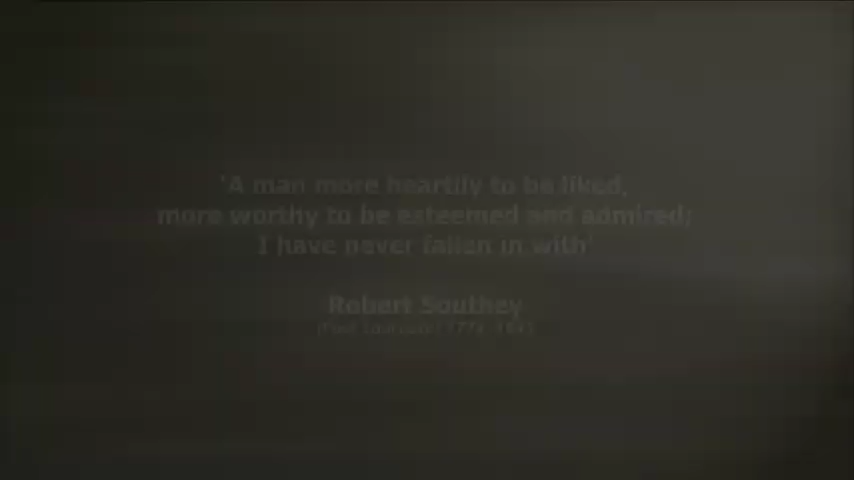 'A man more heartily to be liked,
more worthy to be esteemed and admired;
I have never fallen in with'
Robert Southey